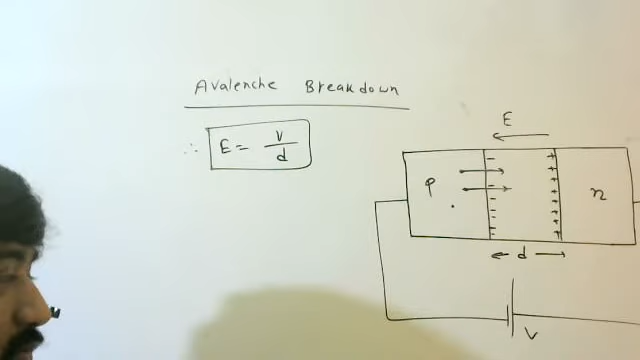 Avalenche Breakdown
∴ E = V/d
E
p n
d
V